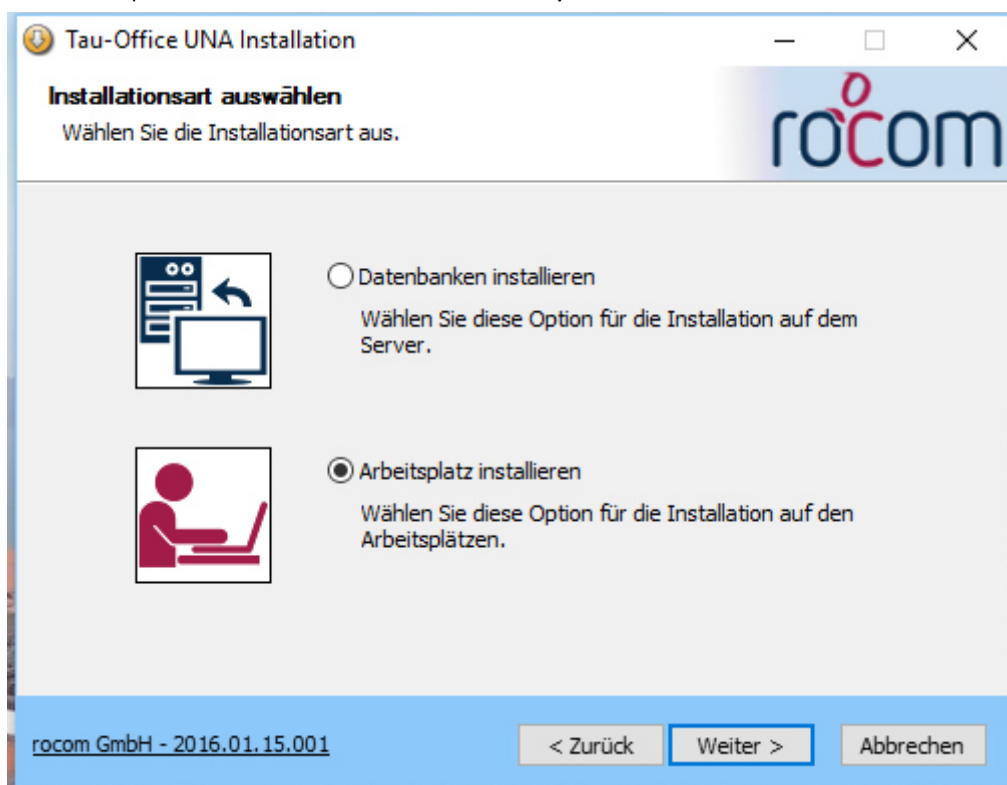 Tau-Office UNA Installation
Installationsart auswählen
Wählen Sie die Installationsart aus.
rocom
Datenbanken installieren
Wählen Sie diese Option für die Installation auf dem
Server.
Arbeitsplatz installieren
Wählen Sie diese Option für die Installation auf den
Arbeitsplätzen.
rocom GmbH - 2016.01.15.001
< Zurück
Weiter >
Abbrechen